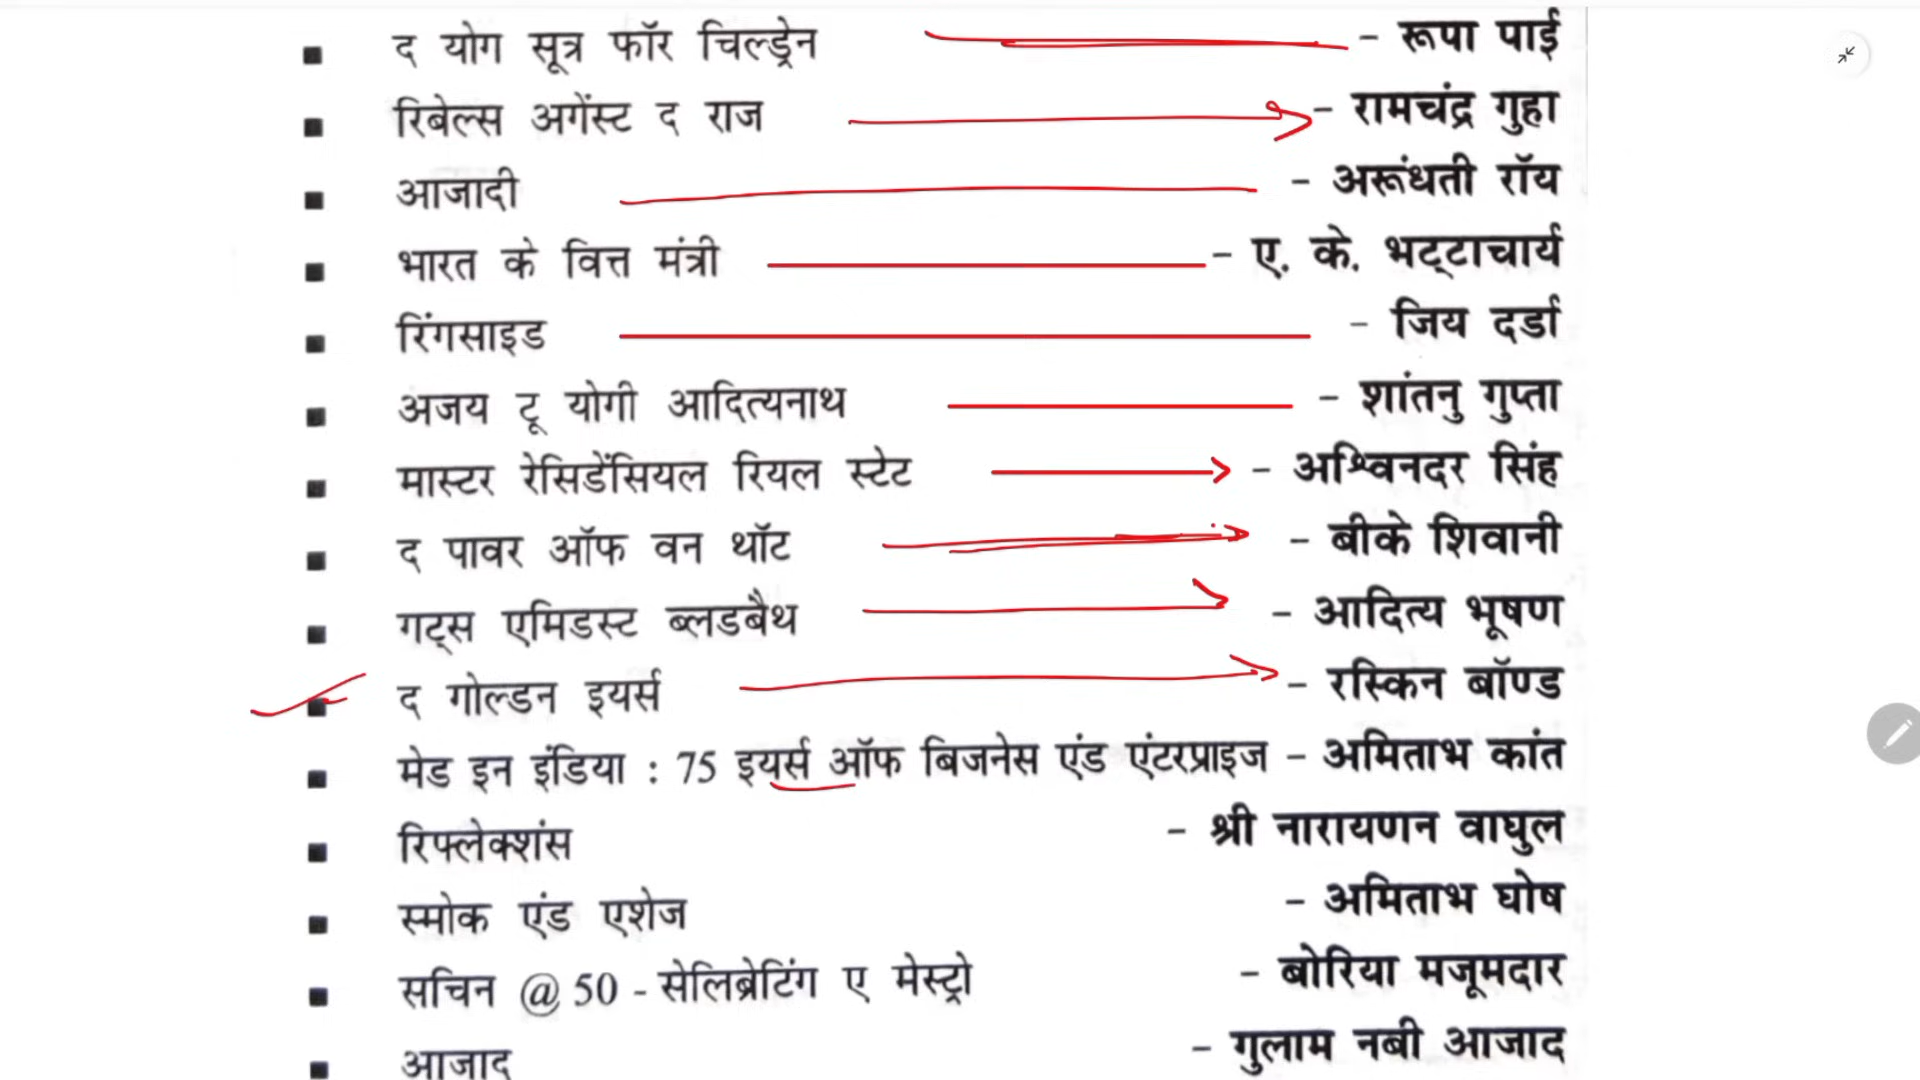 द योग सूत्र फॉर चिल्ड्रेन - रूपा पाई
रिबेल्स अगेंस्ट द राज - रामचंद्र गुहा
आजादी - अरूंधती रॉय
भारत के वित्त मंत्री - ए. के. भट्टाचार्य
रिंगसाइड - जिय दर्डा
अजय टू योगी आदित्यनाथ - शांतनु गुप्ता
मास्टर रेसिडेंसियल रियल स्टेट - अश्विनदर सिंह
द पावर ऑफ वन थॉट - बीके शिवानी
गट्स एमिडस्ट ब्लडबैथ - आदित्य भूषण
द गोल्डन इयर्स - रस्किन बॉण्ड
मेड इन इंडिया : 75 इयर्स ऑफ बिजनेस एंड एंटरप्राइज - अमिताभ कांत
रिफ्लेक्शंस - श्री नारायणन वाघुल
स्मोक एंड एशेज - अमिताभ घोष
सचिन @ 50 - सेलिब्रेटिंग ए मेस्ट्रो - बोरिया मजूमदार
आजाद - गुलाम नबी आजाद